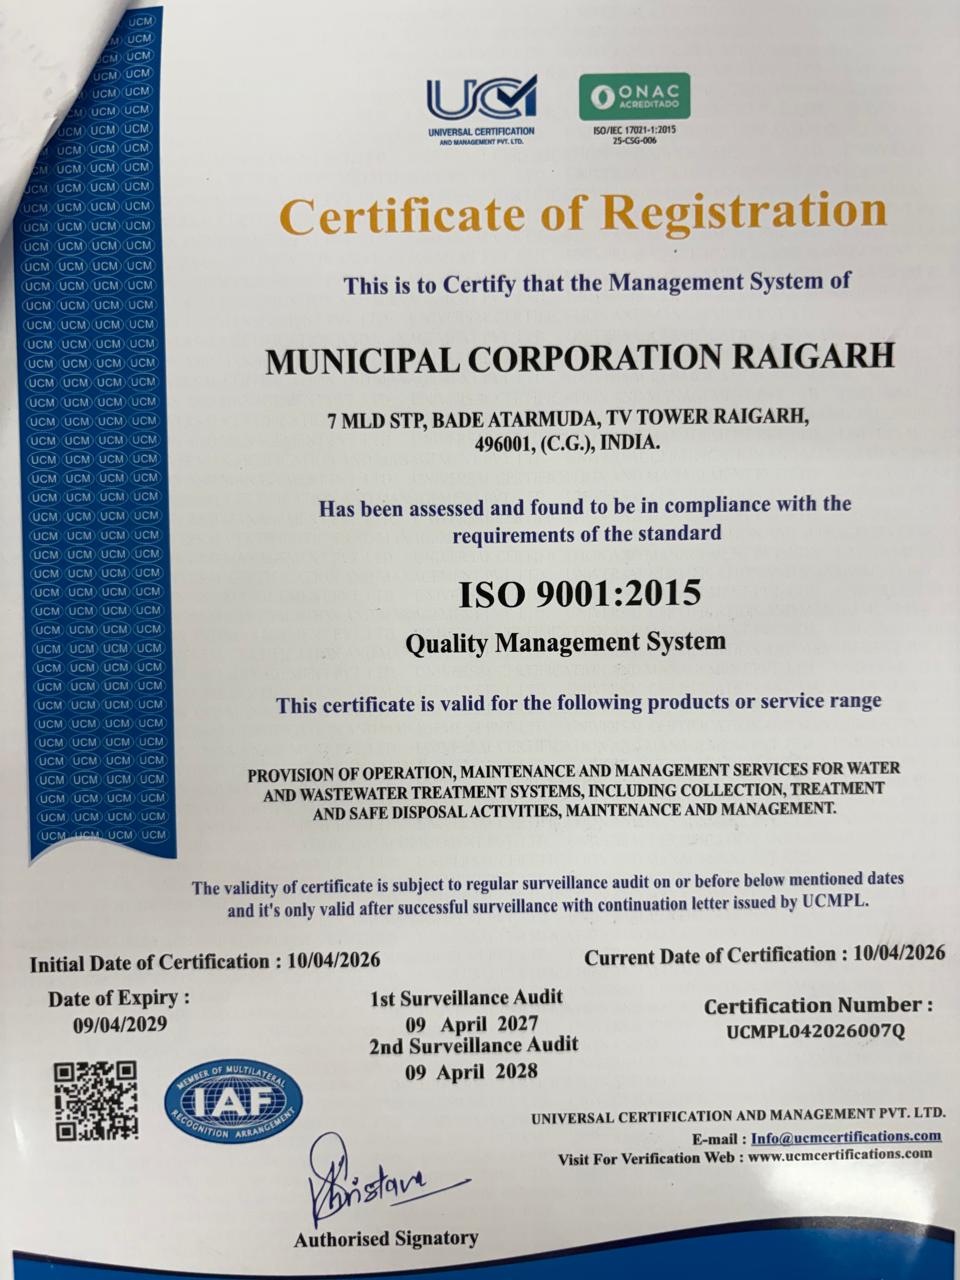 UCM
UNIVERSAL CERTIFICATION
AND MANAGEMENT PVT. LTD.
ONAC
ACREDITADO
ISO/IEC 17021-1:2015
25-CSG-006
Certificate of Registration
This is to Certify that the Management System of
MUNICIPAL CORPORATION RAIGARH
7 MLD STP, BADE ATARMUDA, TV TOWER RAIGARH,
496001, (C.G.), INDIA.
Has been assessed and found to be in compliance with the
requirements of the standard
ISO 9001:2015
Quality Management System
This certificate is valid for the following products or service range
PROVISION OF OPERATION, MAINTENANCE AND MANAGEMENT SERVICES FOR WATER
AND WASTEWATER TREATMENT SYSTEMS, INCLUDING COLLECTION, TREATMENT
AND SAFE DISPOSAL ACTIVITIES, MAINTENANCE AND MANAGEMENT.
The validity of certificate is subject to regular surveillance audit on or before below mentioned dates
and it's only valid after successful surveillance with continuation letter issued by UCMPL.
Initial Date of Certification : 10/04/2026
Current Date of Certification : 10/04/2026
Date of Expiry :
09/04/2029
1st Surveillance Audit
09 April 2027
2nd Surveillance Audit
09 April 2028
Certification Number :
UCMPL042026007Q
MEMBER OF MULTILATERAL
IAF
RECOGNITION ARRANGEMENT
UNIVERSAL CERTIFICATION AND MANAGEMENT PVT. LTD.
E-mail : Info@ucmcertifications.com
Visit For Verification Web : www.ucmcertifications.com
Authorised Signatory